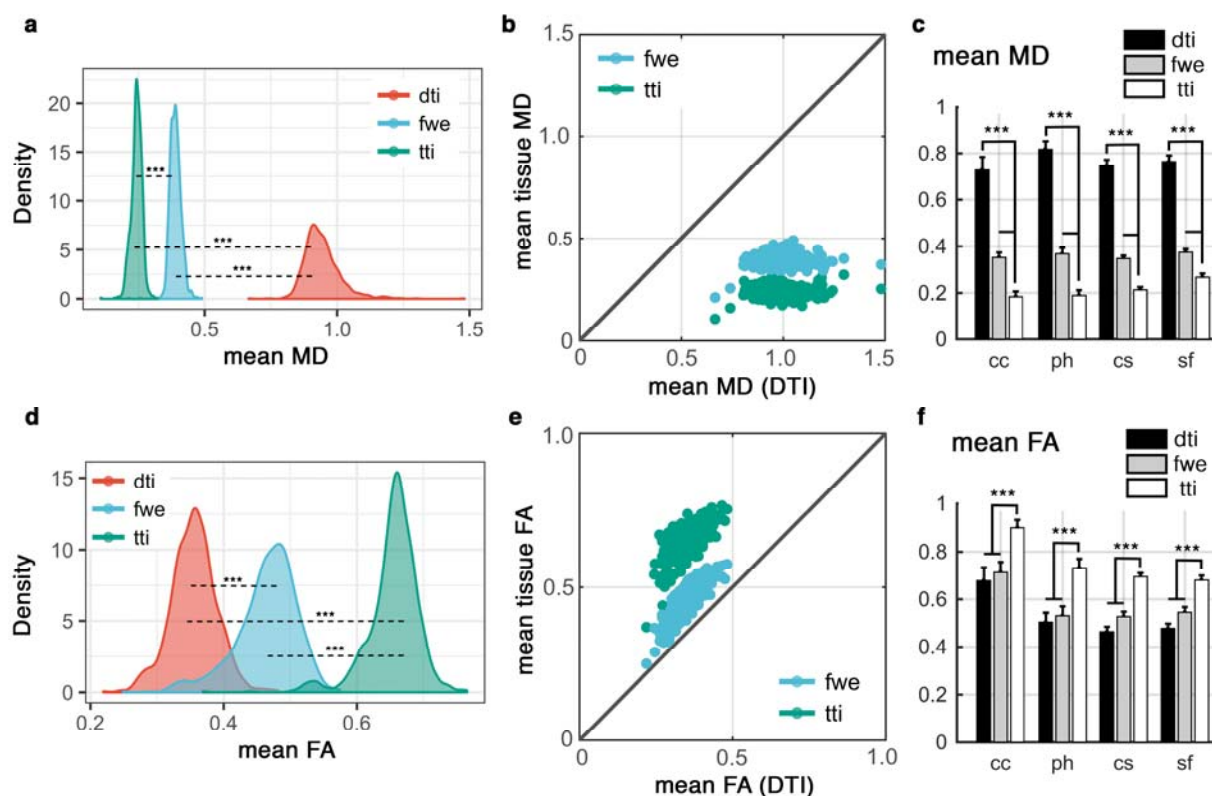 a
dti
fwe
tti
20
15
10
5
0
Density
***
***
***
0.5
1.0
1.5
mean MD
b
1.5
fwe
tti
1.0
0.5
0
mean tissue MD
0
0.5
1.0
1.5
mean MD (DTI)
c
mean MD
dti
fwe
tti
1
0.8
0.6
0.4
0.2
0
*** *** *** ***
cc ph cs sf
d
dti
fwe
tti
15
10
5
0
Density
***
***
***
0.2
0.4
0.6
mean FA
e
1.0
0.5
0
mean tissue FA
fwe
tti
0
0.5
1.0
mean FA (DTI)
f
mean FA
dti
fwe
tti
1
0.8
0.6
0.4
0.2
0
*** *** *** ***
cc ph cs sf